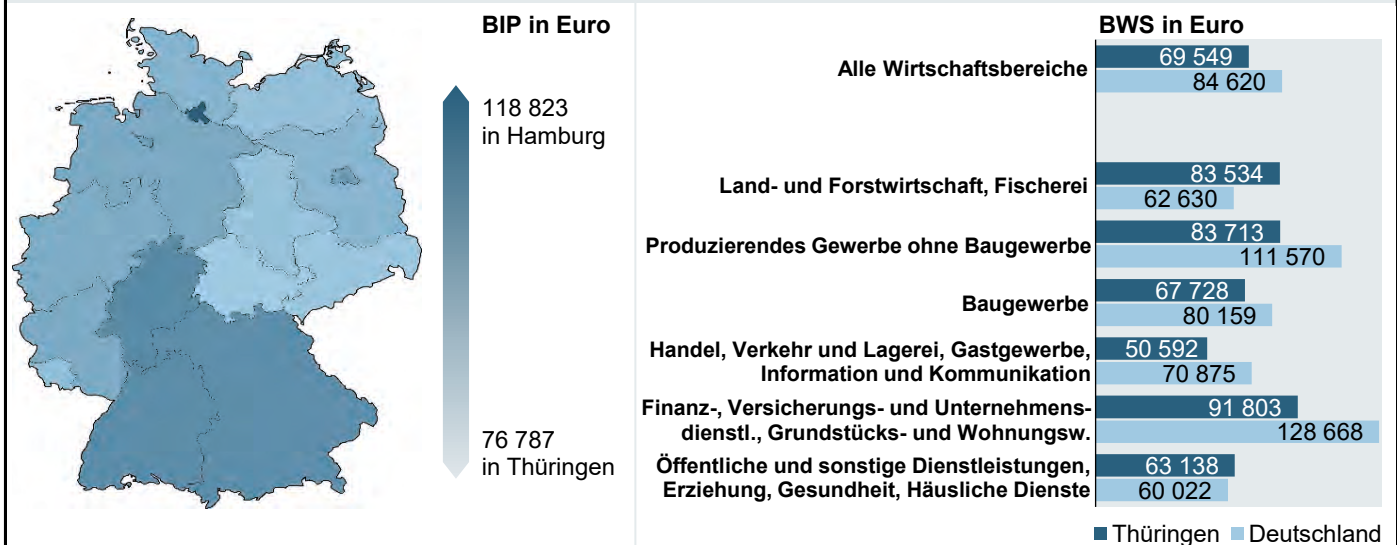 BIP in Euro
118 823
in Hamburg
76 787
in Thüringen
BWS in Euro
Alle Wirtschaftsbereiche
69 549
84 620
Land- und Forstwirtschaft, Fischerei
83 534
62 630
Produzierendes Gewerbe ohne Baugewerbe
83 713
111 570
Baugewerbe
67 728
80 159
Handel, Verkehr und Lagerei, Gastgewerbe,
Information und Kommunikation
50 592
70 875
Finanz-, Versicherungs- und Unternehmens-
dienstl., Grundstücks- und Wohnungsw.
91 803
128 668
Öffentliche und sonstige Dienstleistungen,
Erziehung, Gesundheit, Häusliche Dienste
63 138
60 022
Thüringen Deutschland